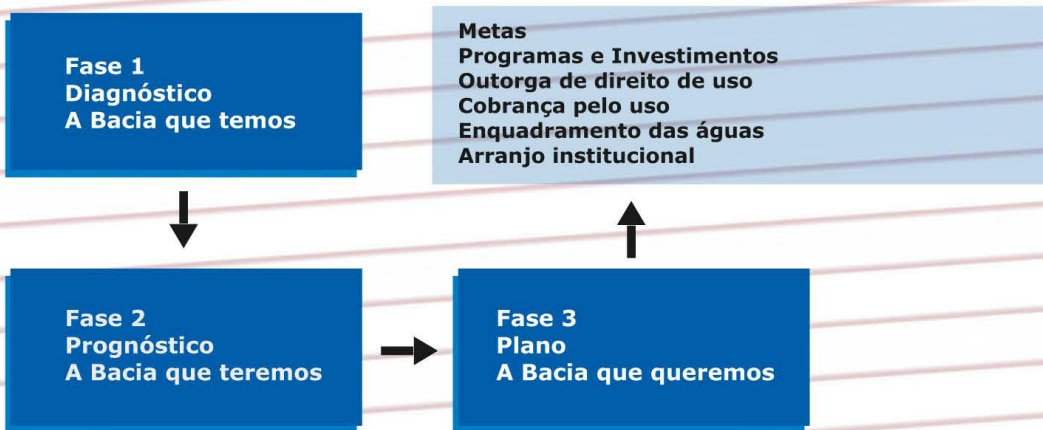 Fase 1
Diagnóstico
A Bacia que temos
Metas
Programas e Investimentos
Outorga de direito de uso
Cobrança pelo uso
Enquadramento das águas
Arranjo institucional
Fase 2
Prognóstico
A Bacia que teremos
Fase 3
Plano
A Bacia que queremos